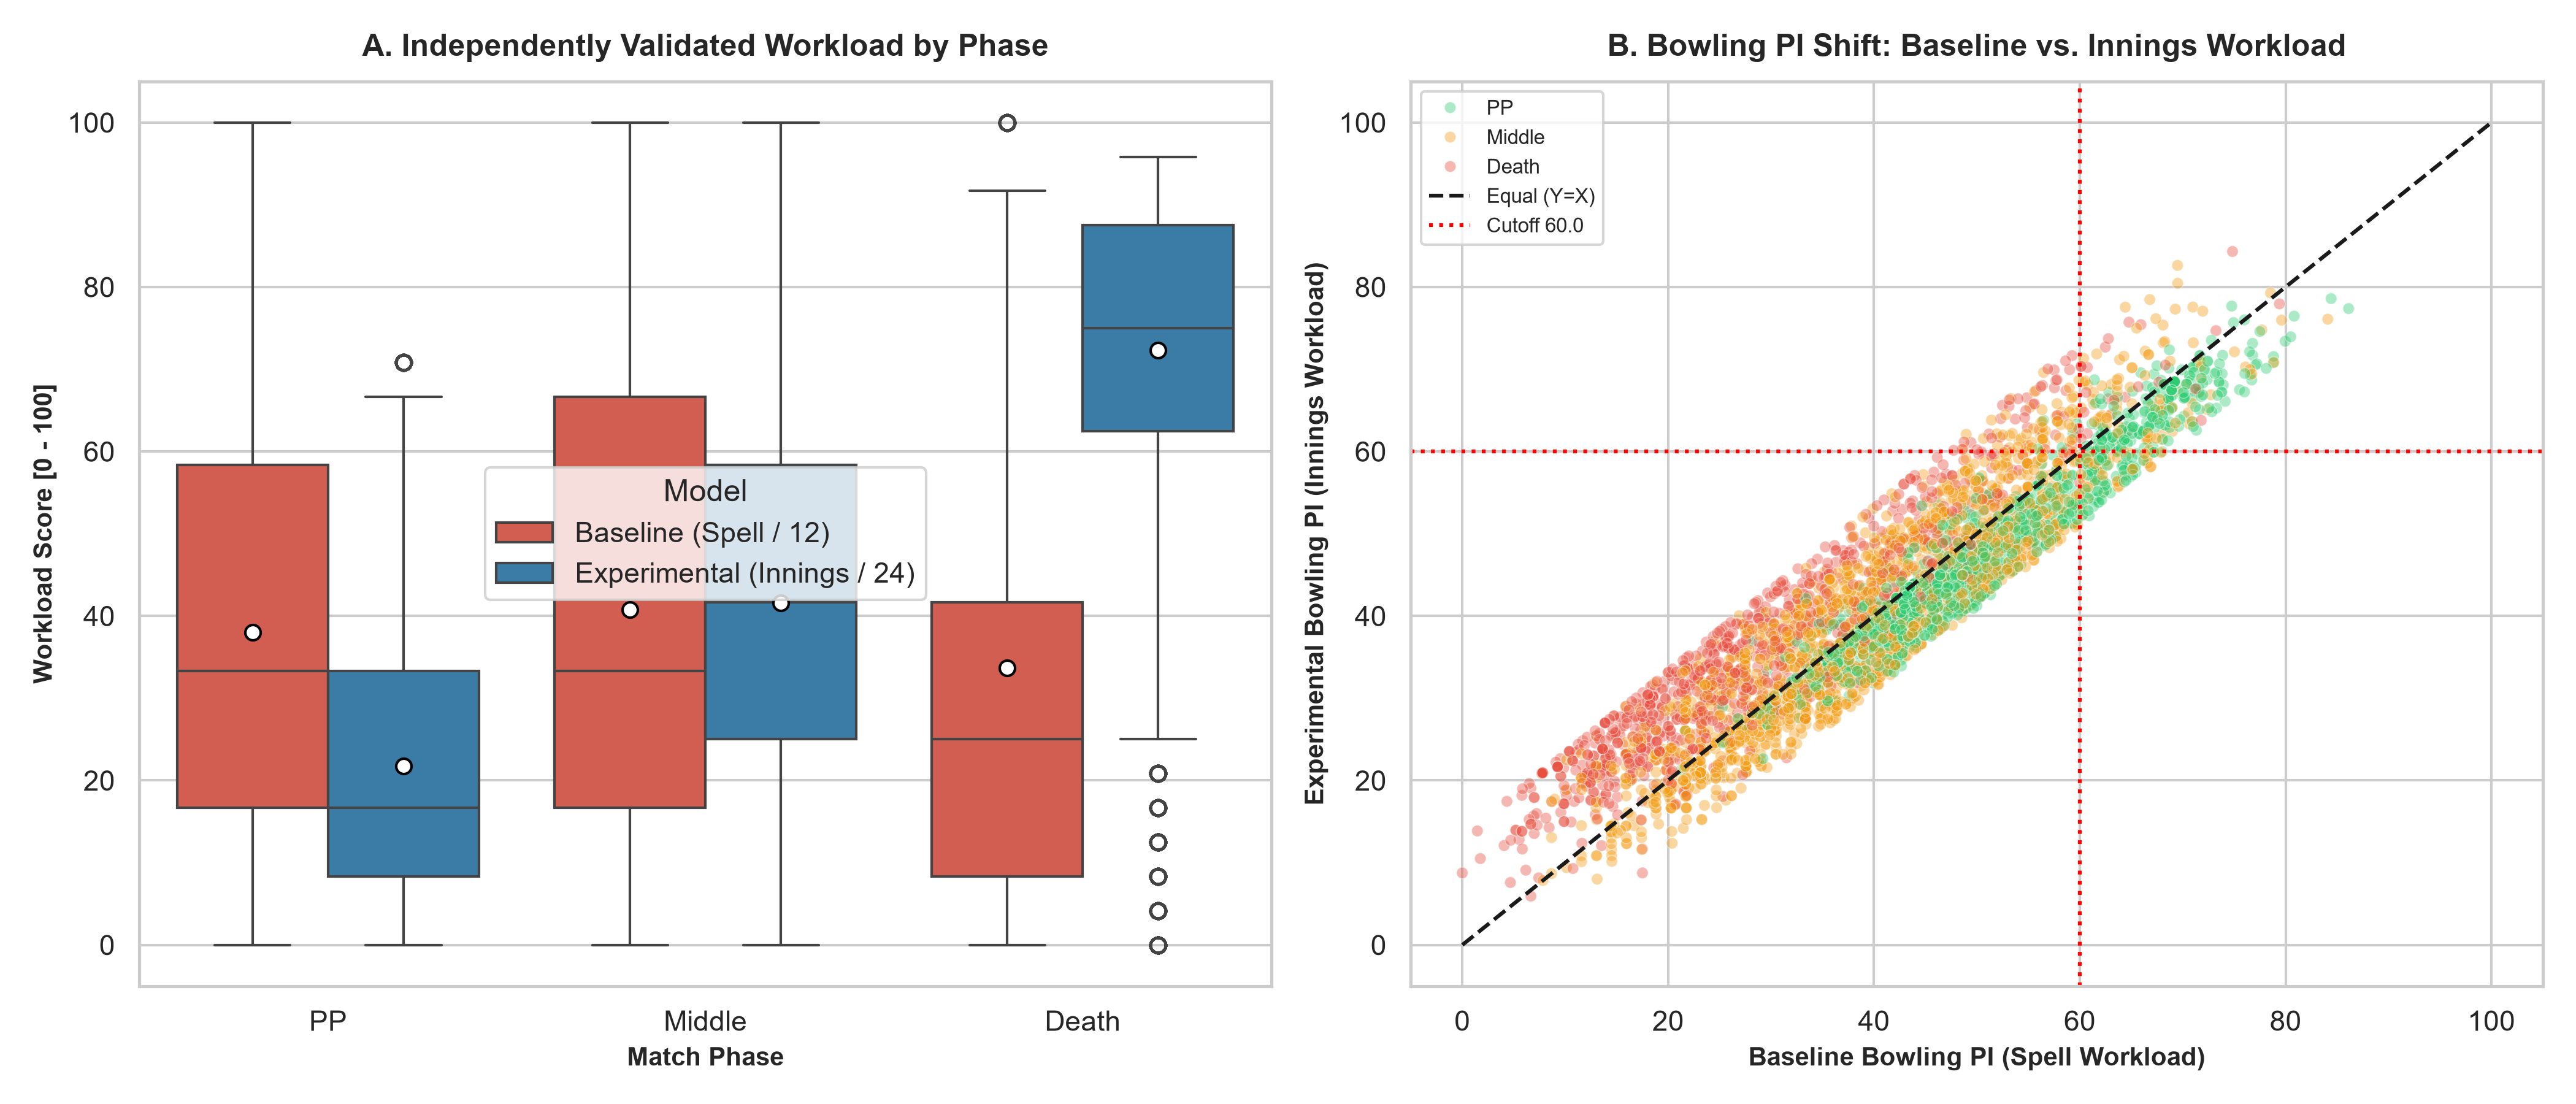 A. Independently Validated Workload by Phase
Workload Score [0 - 100]
100
80
60
40
20
0
Model
Baseline (Spell / 12)
Experimental (Innings / 24)
PP
Middle
Death
Match Phase
B. Bowling PI Shift: Baseline vs. Innings Workload
Experimental Bowling PI (Innings Workload)
100
80
60
40
20
0
PP
Middle
Death
Equal (Y=X)
Cutoff 60.0
0
20
40
60
80
100
Baseline Bowling PI (Spell Workload)